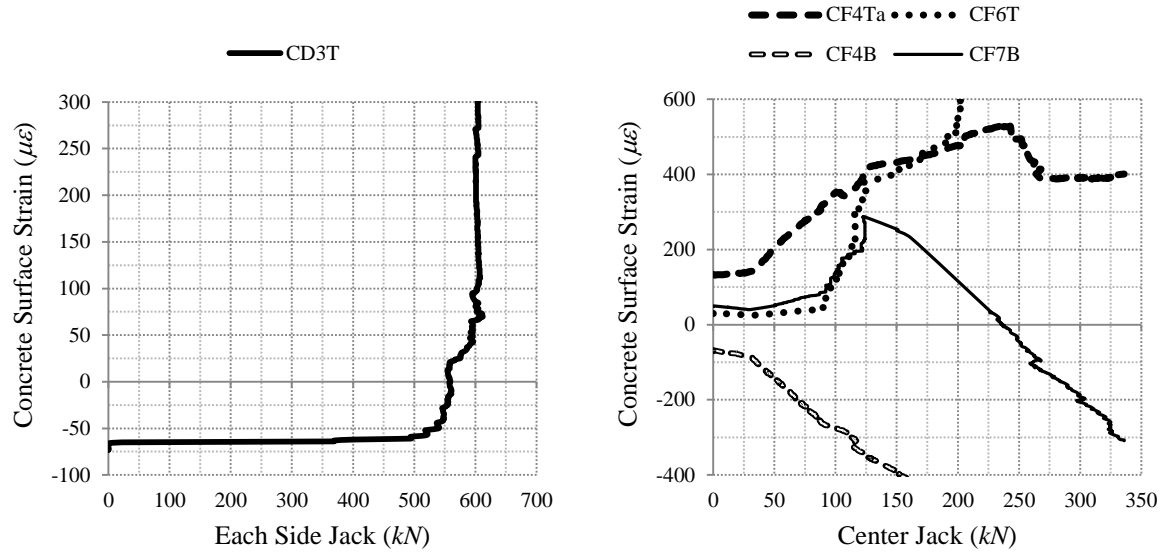 CD3T
300
250
200
150
100
50
0
-50
-100
0 100 200 300 400 500 600 700
Concrete Surface Strain (με)
Each Side Jack (kN)
CF4Ta CF6T
CF4B CF7B
600
400
200
0
-200
-400
0 50 100 150 200 250 300 350
Concrete Surface Strain (με)
Center Jack (kN)